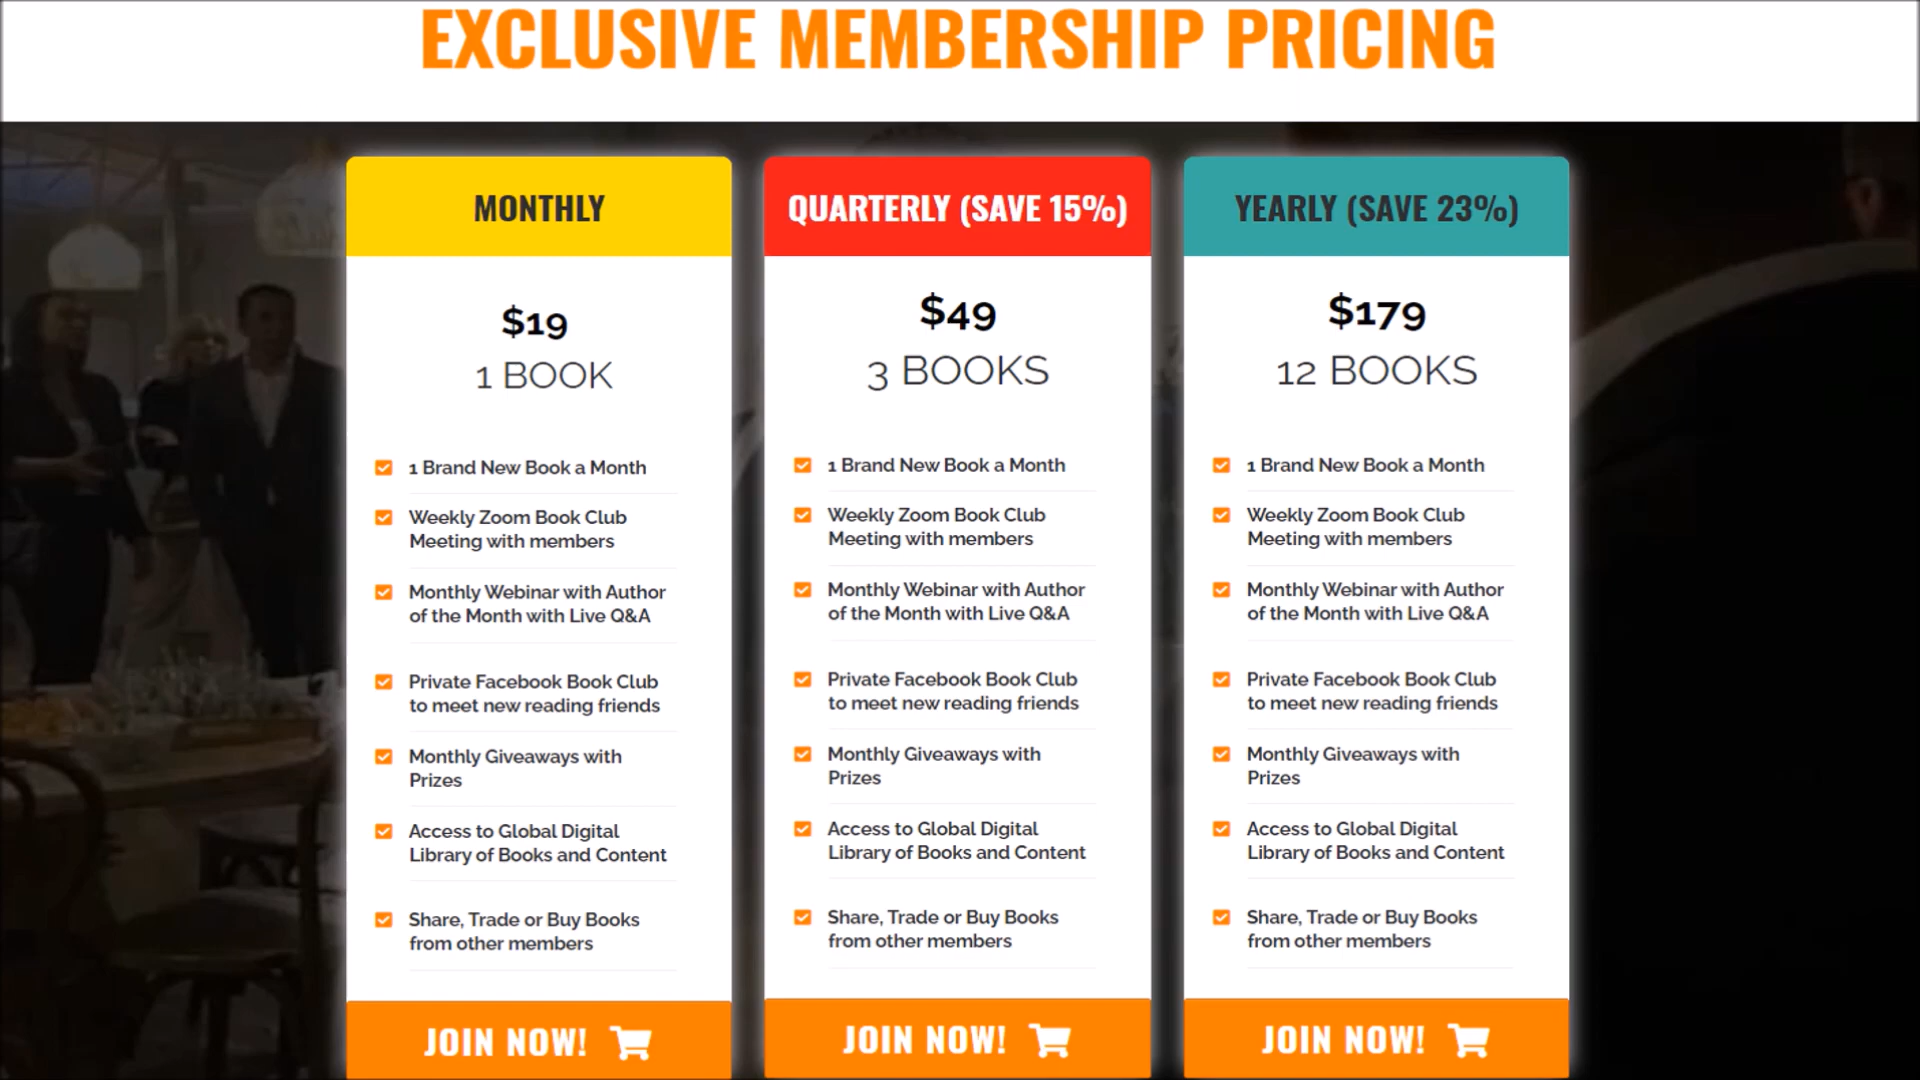 EXCLUSIVE MEMBERSHIP PRICING
MONTHLY
$19
1 BOOK
1 Brand New Book a Month
Weekly Zoom Book Club
Meeting with members
Monthly Webinar with Author
of the Month with Live Q&A
Private Facebook Book Club
to meet new reading friends
Monthly Giveaways with
Prizes
Access to Global Digital
Library of Books and Content
Share, Trade or Buy Books
from other members
JOIN NOW!
QUARTERLY (SAVE 15%)
$49
3 BOOKS
1 Brand New Book a Month
Weekly Zoom Book Club
Meeting with members
Monthly Webinar with Author
of the Month with Live Q&A
Private Facebook Book Club
to meet new reading friends
Monthly Giveaways with
Prizes
Access to Global Digital
Library of Books and Content
Share, Trade or Buy Books
from other members
JOIN NOW!
YEARLY (SAVE 23%)
$179
12 BOOKS
1 Brand New Book a Month
Weekly Zoom Book Club
Meeting with members
Monthly Webinar with Author
of the Month with Live Q&A
Private Facebook Book Club
to meet new reading friends
Monthly Giveaways with
Prizes
Access to Global Digital
Library of Books and Content
Share, Trade or Buy Books
from other members
JOIN NOW!